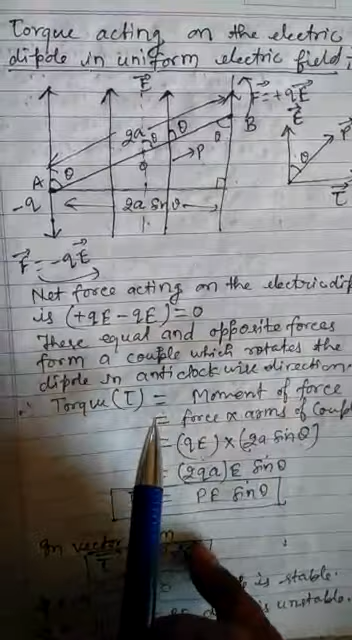 Torque acting on the electric
dipole in uniform electric field
E
F = +qE
2a
θ
θ
θ
θ
B
P
E
P
θ
τ
A
-q
2a sinθ
F = -qE
Net force acting on the electric dip
is (+qE - qE) = 0
These equal and opposite forces
form a couple which rotates the
dipole in anticlockwise direction
∴ Torque (τ) = Moment of force
= force × arms of coupl
= (qE) × (2a sinθ)
= (2qa)E sinθ
= PE sinθ
In vector
is stable.
is unstable.